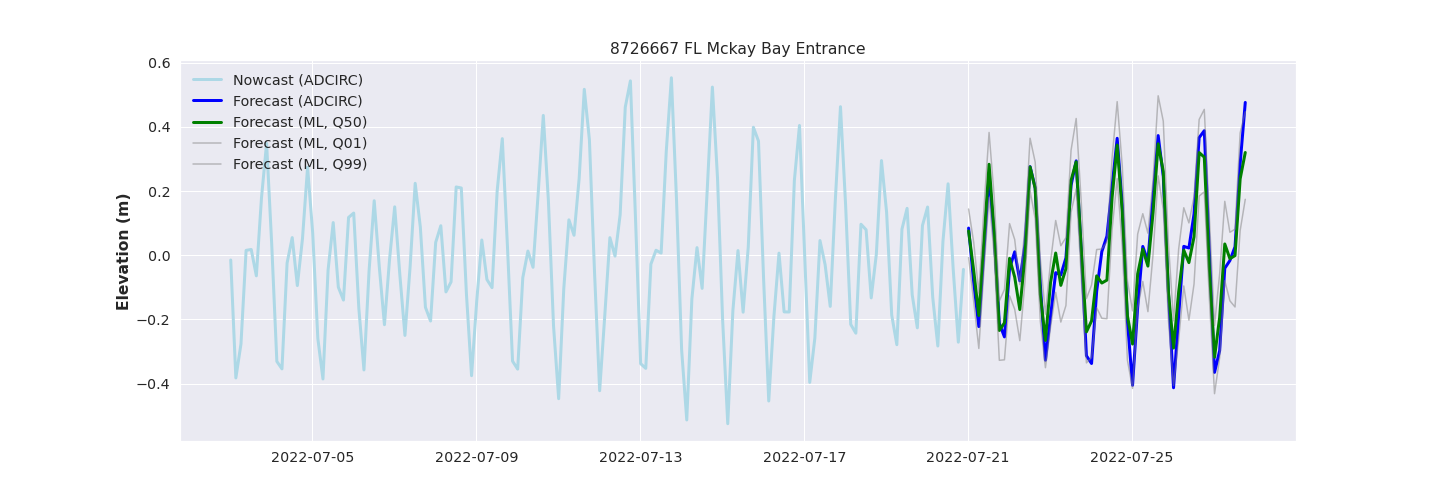 8726667 FL Mckay Bay Entrance
Elevation (m)
0.6
0.4
0.2
0.0
−0.2
−0.4
Nowcast (ADCIRC)
Forecast (ADCIRC)
Forecast (ML, Q50)
Forecast (ML, Q01)
Forecast (ML, Q99)
2022-07-05 2022-07-09 2022-07-13 2022-07-17 2022-07-21 2022-07-25